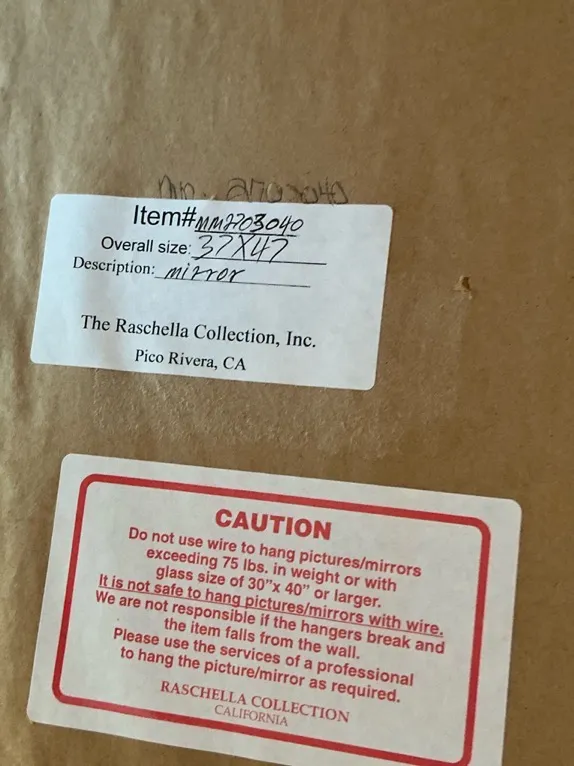 Item# MM2703040
Overall size: 37X47
Description: mirror
The Raschella Collection, Inc.
Pico Rivera, CA
CAUTION
Do not use wire to hang pictures/mirrors
exceeding 75 lbs. in weight or with
glass size of 30”x 40” or larger.
It is not safe to hang pictures/mirrors with wire.
We are not responsible if the hangers break and
the item falls from the wall.
Please use the services of a professional
to hang the picture/mirror as required.
RASCHELLA COLLECTION
CALIFORNIA